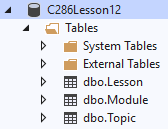 C286Lesson12
Tables
System Tables
External Tables
dbo.Lesson
dbo.Module
dbo.Topic